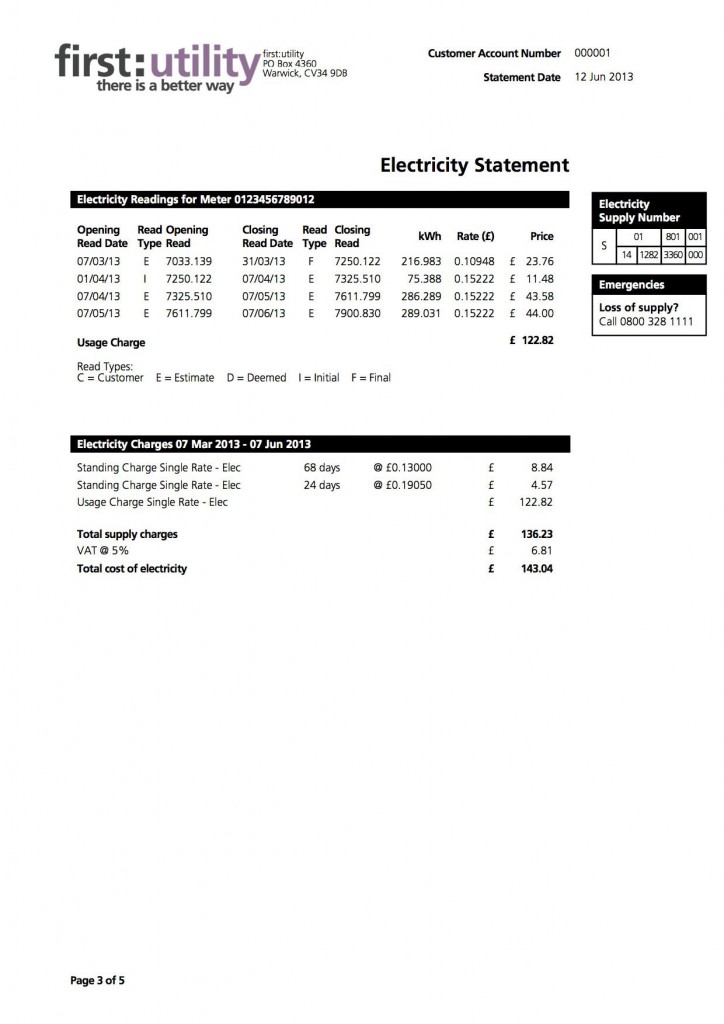 first:utility
there is a better way
first:utility
PO Box 4360
Warwick, CV34 9DB
Customer Account Number 000001
Statement Date 12 Jun 2013
Electricity Statement
Electricity Readings for Meter 0123456789012
Opening Read Opening Closing Read Closing
Read Date Type Read Read Date Type Read kWh Rate (£) Price
07/03/13 E 7033.139 31/03/13 F 7250.122 216.983 0.10948 £ 23.76
01/04/13 I 7250.122 07/04/13 E 7325.510 75.388 0.15222 £ 11.48
07/04/13 E 7325.510 07/05/13 E 7611.799 286.289 0.15222 £ 43.58
07/05/13 E 7611.799 07/06/13 E 7900.830 289.031 0.15222 £ 44.00
Usage Charge £ 122.82
Read Types:
C = Customer E = Estimate D = Deemed I = Initial F = Final
Electricity
Supply Number
S 01 801 001
14 1282 3360 000
Emergencies
Loss of supply?
Call 0800 328 1111
Electricity Charges 07 Mar 2013 - 07 Jun 2013
Standing Charge Single Rate - Elec 68 days @ £0.13000 £ 8.84
Standing Charge Single Rate - Elec 24 days @ £0.19050 £ 4.57
Usage Charge Single Rate - Elec £ 122.82
Total supply charges £ 136.23
VAT @ 5% £ 6.81
Total cost of electricity £ 143.04
Page 3 of 5